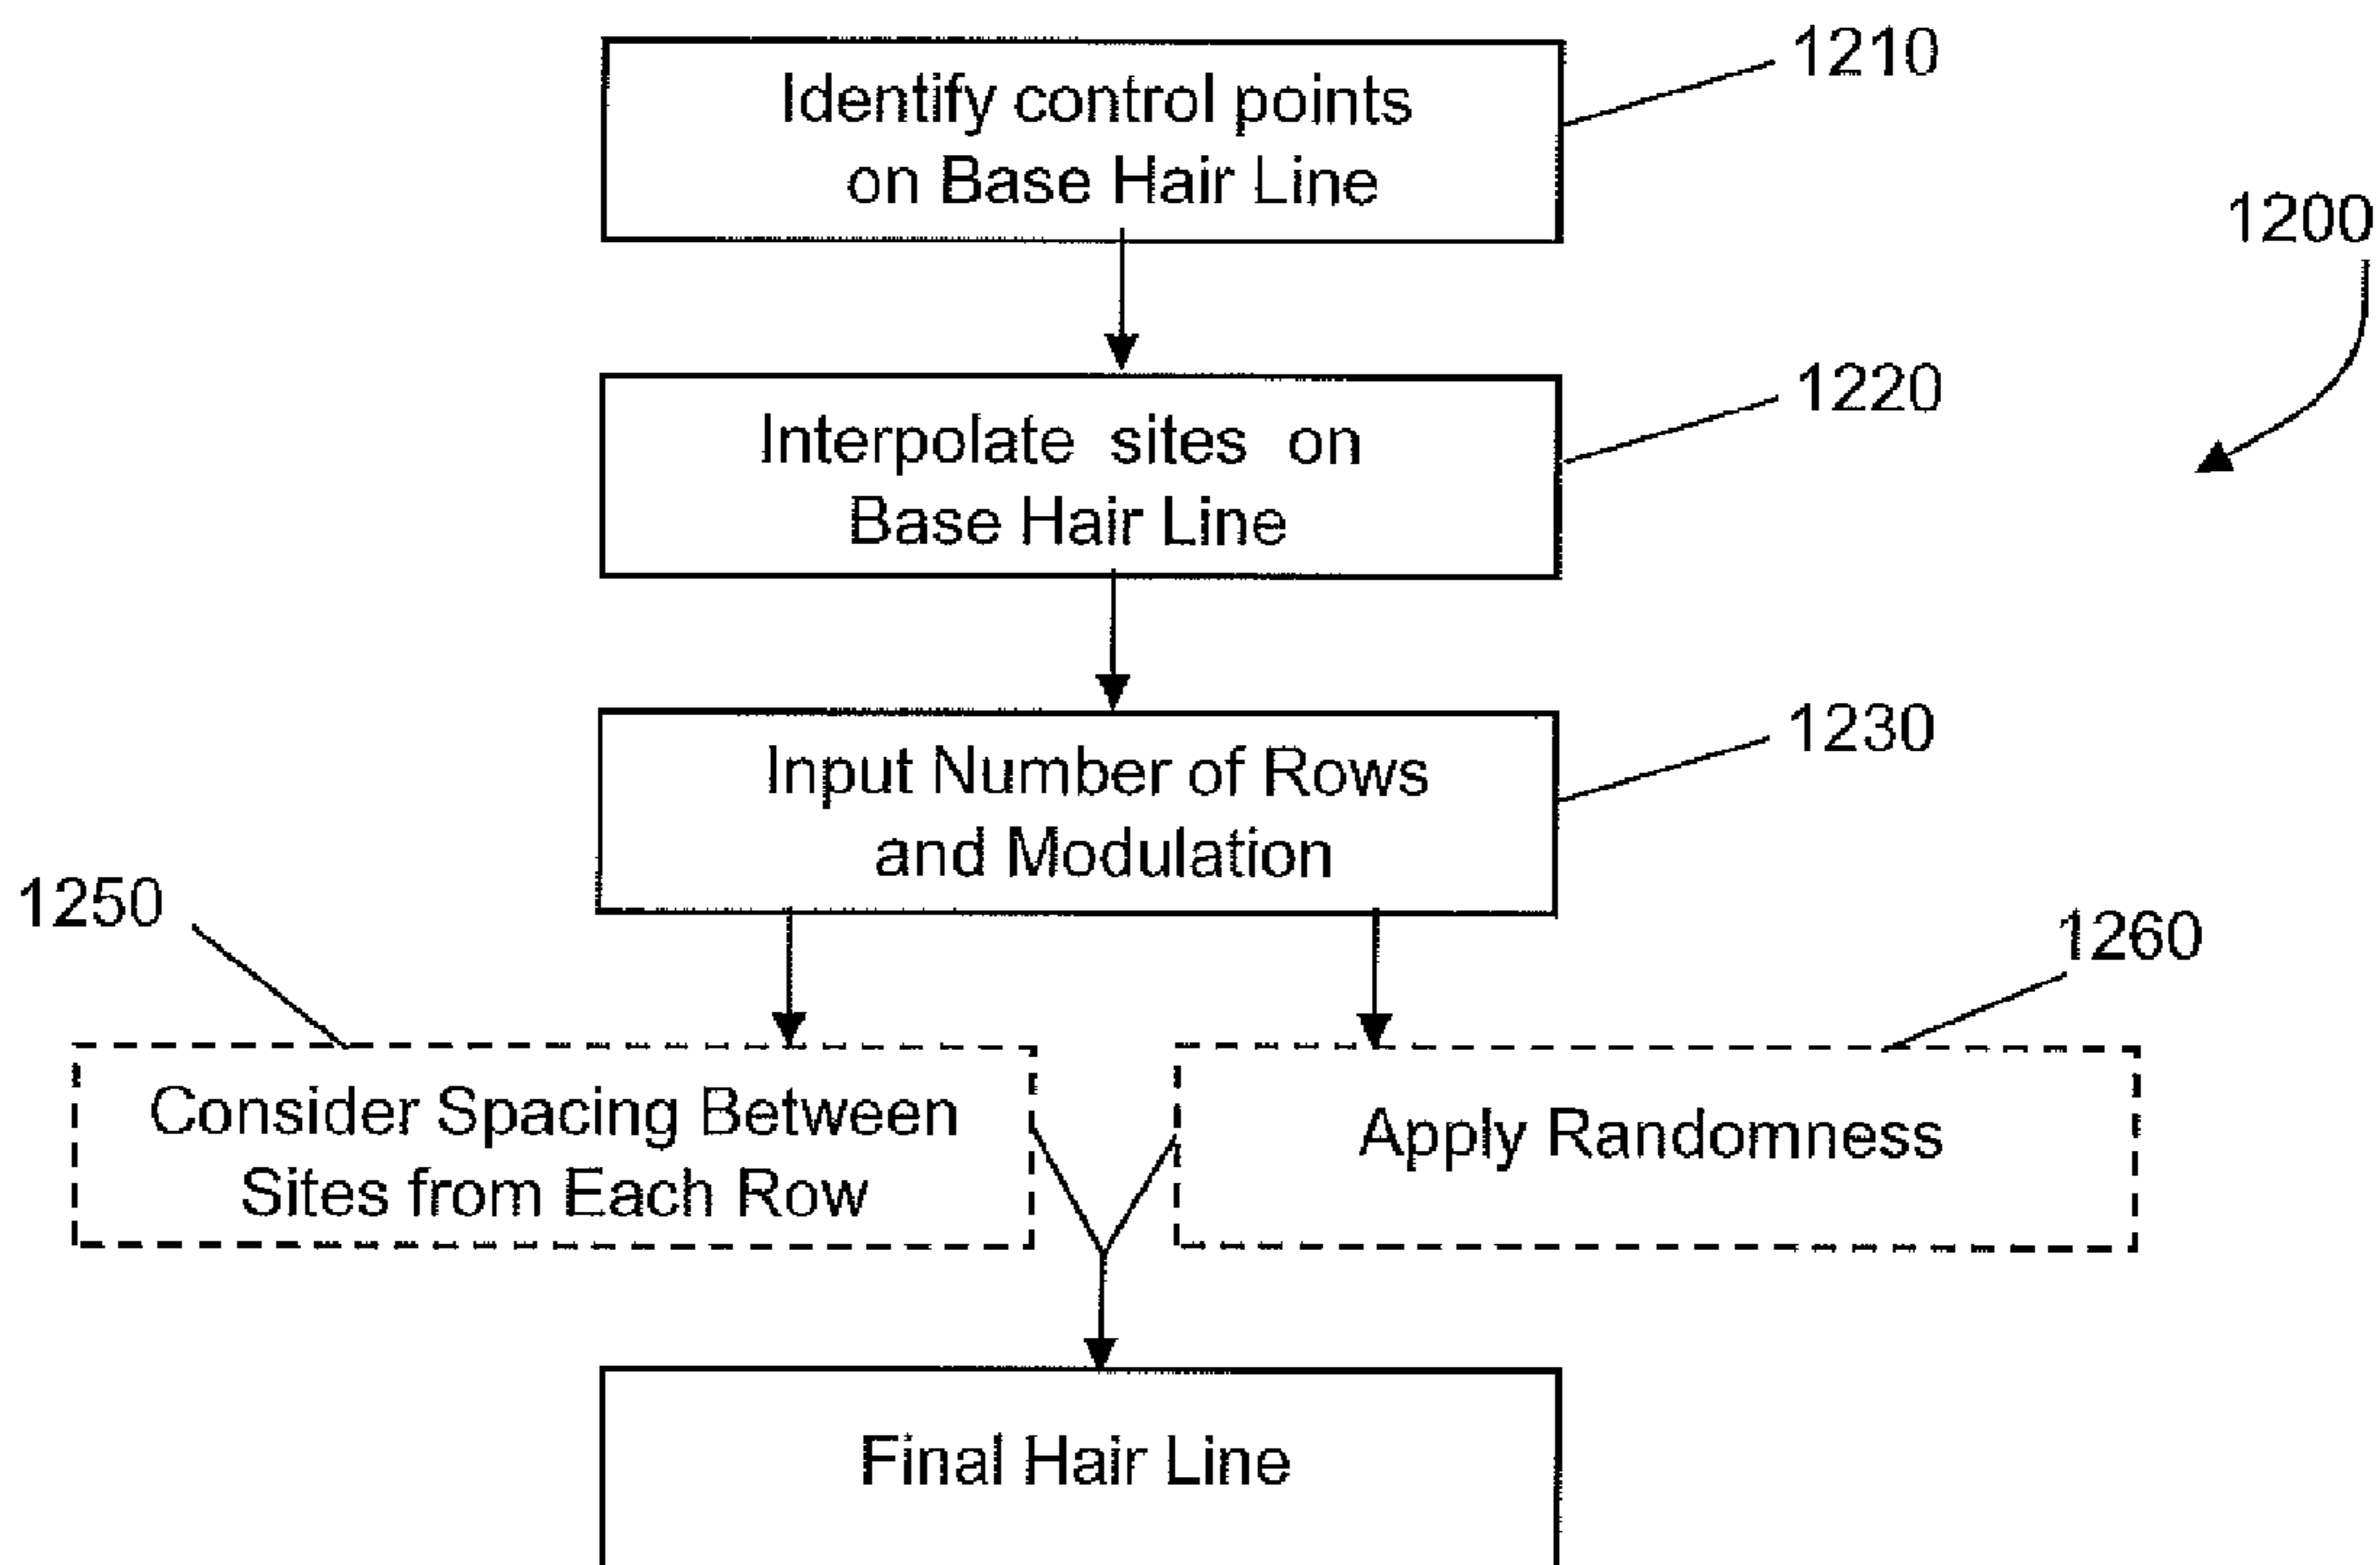 1210
Identify control points
on Base Hair Line
1200
1220
Interpolate sites on
Base Hair Line
1230
Input Number of Rows
and Modulation
1250
1260
Consider Spacing Between
Sites from Each Row
Apply Randomness
Final Hair Line